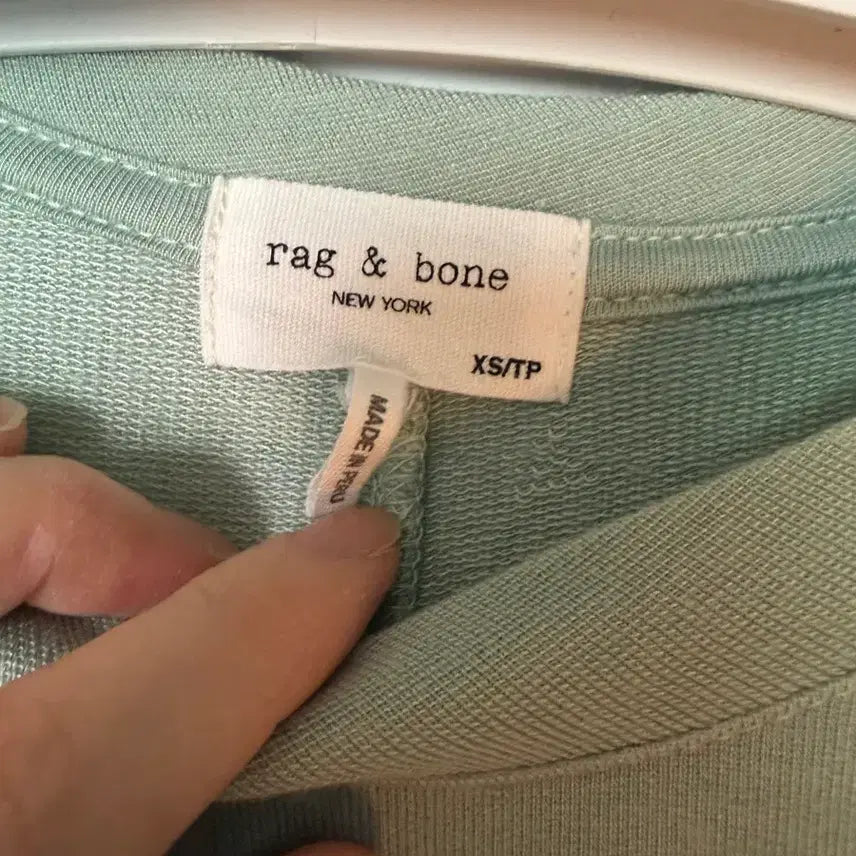 rag & bone
NEW YORK
XS/TP
MADE IN PERU